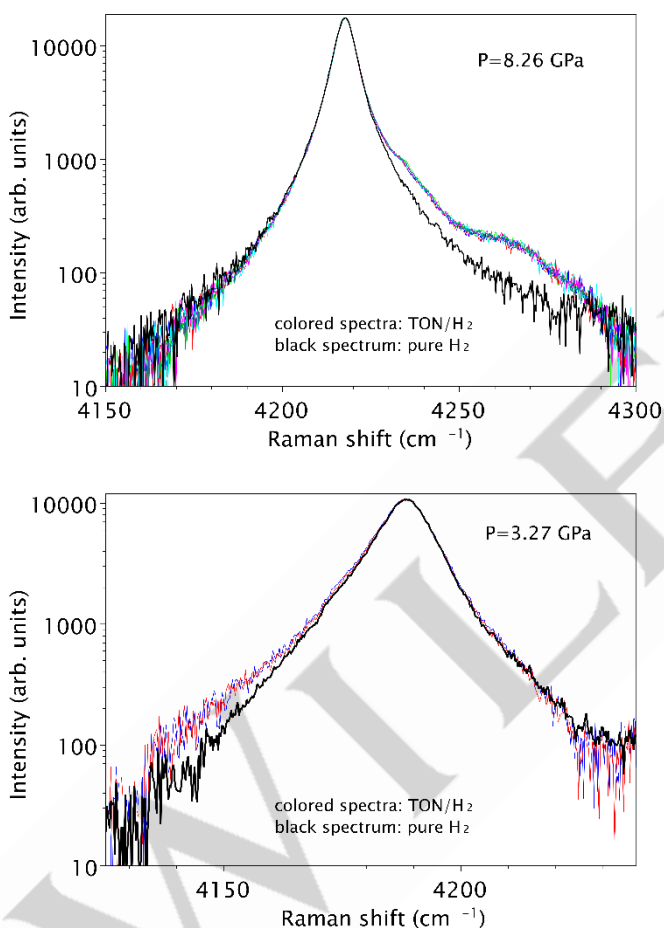 10000
1000
100
10
Intensity (arb. units)
P=8.26 GPa
colored spectra: TON/H₂
black spectrum: pure H₂
4150 4200 4250 4300
Raman shift (cm ⁻¹)
10000
1000
100
10
Intensity (arb. units)
P=3.27 GPa
colored spectra: TON/H₂
black spectrum: pure H₂
4150 4200
Raman shift (cm ⁻¹)